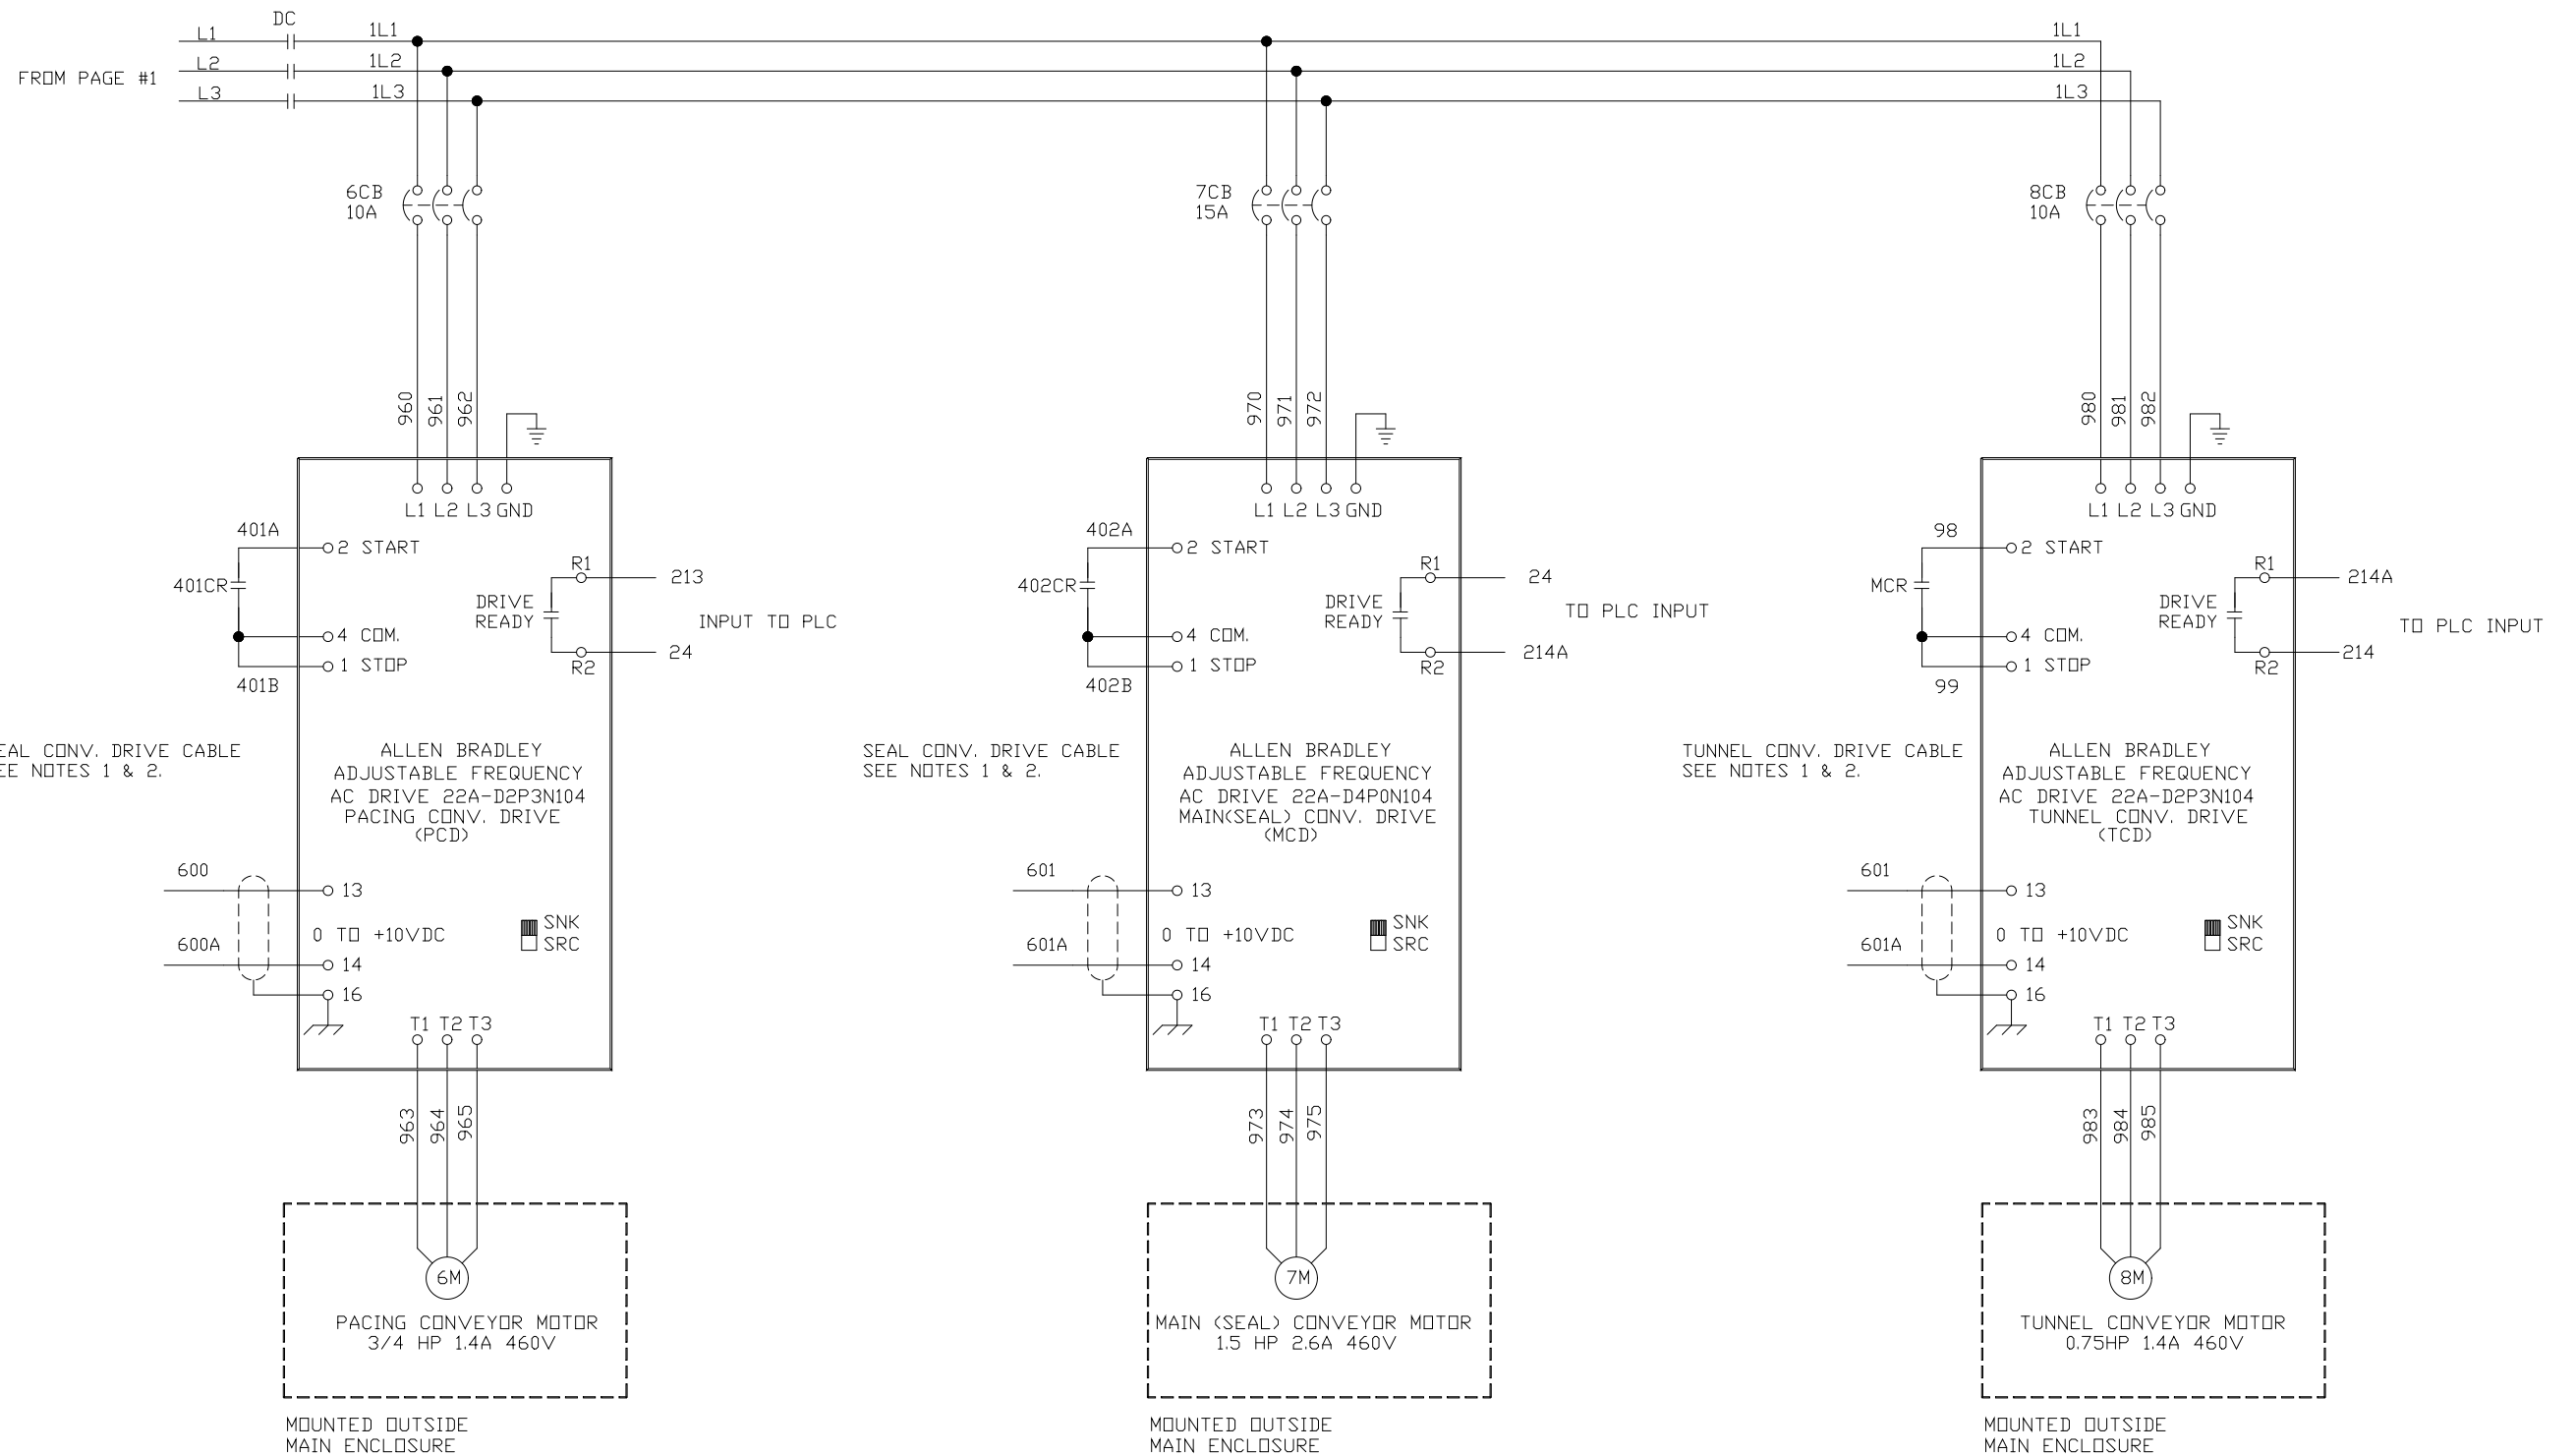 DC
L1
1L1
1L1
L2
1L2
1L2
FROM PAGE #1
L3
1L3
1L3
6CB
10A
960
961
962
L1 L2 L3 GND
401A
2 START
401CR
R1
213
DRIVE
READY
INPUT TO PLC
4 COM.
1 STOP
R2
24
401B
EAL CONV. DRIVE CABLE
EE NOTES 1 & 2.
ALLEN BRADLEY
ADJUSTABLE FREQUENCY
AC DRIVE 22A-D2P3N104
PACING CONV. DRIVE
(PCD)
600
13
0 TO +10VDC
SNK
SRC
600A
14
16
T1 T2 T3
963
964
965
6M
PACING CONVEYOR MOTOR
3/4 HP 1.4A 460V
MOUNTED OUTSIDE
MAIN ENCLOSURE
7CB
15A
970
971
972
L1 L2 L3 GND
402A
2 START
402CR
R1
24
DRIVE
READY
TO PLC INPUT
4 COM.
1 STOP
R2
214A
402B
SEAL CONV. DRIVE CABLE
SEE NOTES 1 & 2.
ALLEN BRADLEY
ADJUSTABLE FREQUENCY
AC DRIVE 22A-D4P0N104
MAIN(SEAL) CONV. DRIVE
(MCD)
601
13
0 TO +10VDC
SNK
SRC
601A
14
16
T1 T2 T3
973
974
975
7M
MAIN (SEAL) CONVEYOR MOTOR
1.5 HP 2.6A 460V
MOUNTED OUTSIDE
MAIN ENCLOSURE
8CB
10A
980
981
982
L1 L2 L3 GND
98
2 START
MCR
R1
214A
DRIVE
READY
TO PLC INPUT
4 COM.
1 STOP
R2
214
99
TUNNEL CONV. DRIVE CABLE
SEE NOTES 1 & 2.
ALLEN BRADLEY
ADJUSTABLE FREQUENCY
AC DRIVE 22A-D2P3N104
TUNNEL CONV. DRIVE
(TCD)
601
13
0 TO +10VDC
SNK
SRC
601A
14
16
T1 T2 T3
983
984
985
8M
TUNNEL CONVEYOR MOTOR
0.75HP 1.4A 460V
MOUNTED OUTSIDE
MAIN ENCLOSURE